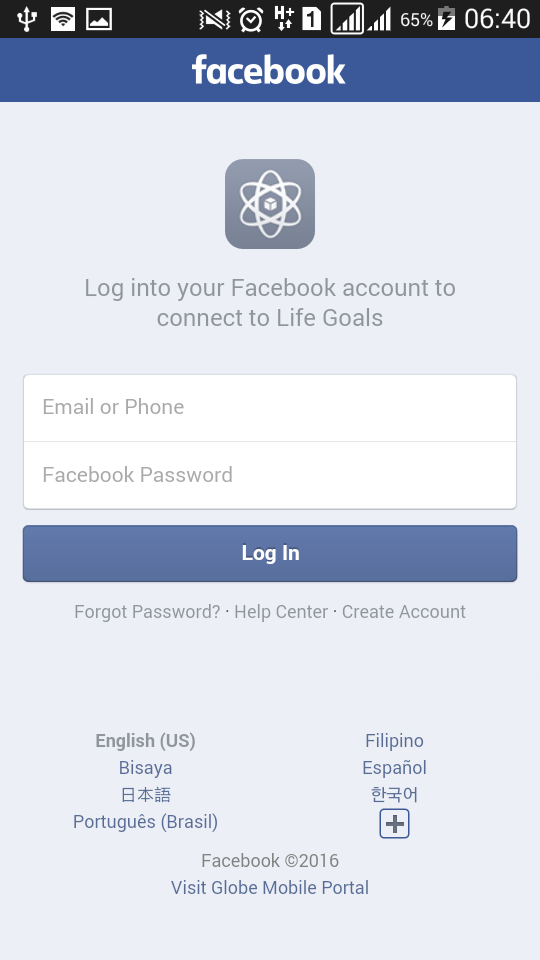 H+ 1 65% 06:40
facebook
Log into your Facebook account to
connect to Life Goals
Email or Phone
Facebook Password
Log In
Forgot Password? · Help Center · Create Account
English (US) Filipino
Bisaya Español
日本語 한국어
Português (Brasil)
Facebook ©2016
Visit Globe Mobile Portal